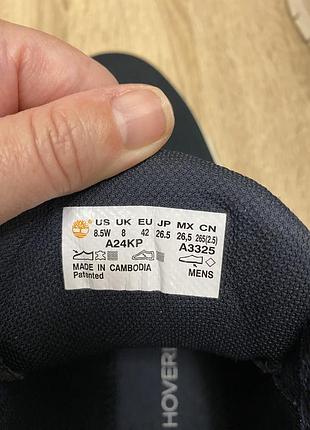 US UK EU JP MX CN
8.5W 8 42 26.5 26,5 265(2.5)
A24KP A3325
MADE IN CAMBODIA MENS
Patented
HOVER